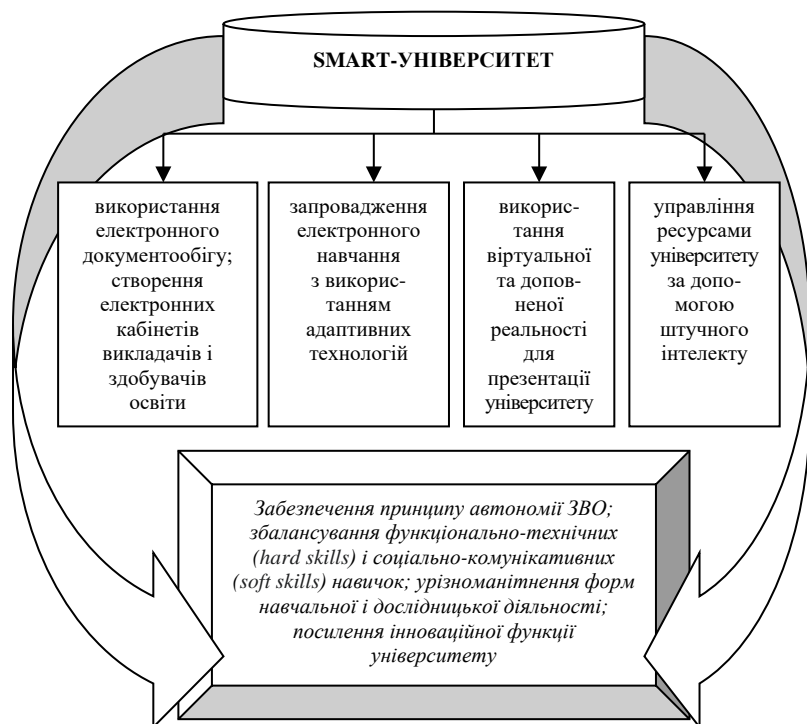 SMART-УНІВЕРСИТЕТ
використання
електронного
документообігу;
створення
електронних
кабінетів
викладачів і
здобувачів
освіти
запровадження
електронного
навчання
з викорис-
танням
адаптивних
технологій
викорис-
тання
віртуальної
та допов-
неної
реальності
для
презентації
університету
управління
ресурсами
університету
за допо-
могою
штучного
інтелекту
Забезпечення принципу автономії ЗВО;
збалансування функціонально-технічних
(hard skills) і соціально-комунікативних
(soft skills) навичок; урізноманітнення форм
навчальної і дослідницької діяльності;
посилення інноваційної функції
університету